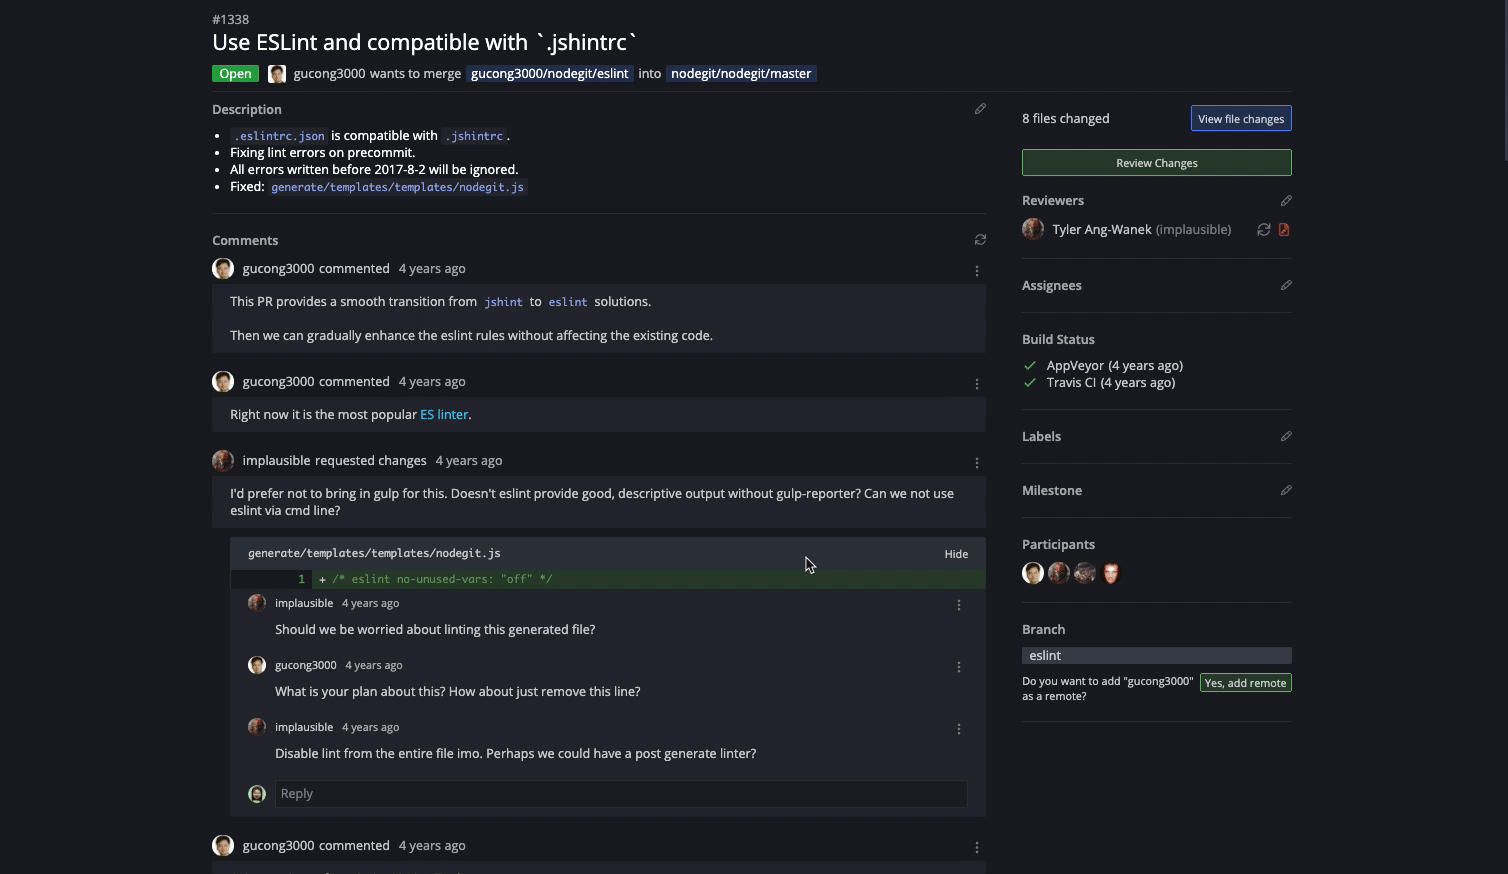 #1338
Use ESLint and compatible with `.jshintrc`
Open gucong3000 wants to merge gucong3000/nodegit/eslint into nodegit/nodegit/master
Description
.eslintrc.json is compatible with .jshintrc.
Fixing lint errors on precommit.
All errors written before 2017-8-2 will be ignored.
Fixed: generate/templates/templates/nodegit.js
Comments
gucong3000 commented 4 years ago
This PR provides a smooth transition from jshint to eslint solutions.
Then we can gradually enhance the eslint rules without affecting the existing code.
gucong3000 commented 4 years ago
Right now it is the most popular ES linter.
implausible requested changes 4 years ago
I'd prefer not to bring in gulp for this. Doesn't eslint provide good, descriptive output without gulp-reporter? Can we not use
eslint via cmd line?
generate/templates/templates/nodegit.js Hide
1 + /* eslint no-unused-vars: "off" */
implausible 4 years ago
Should we be worried about linting this generated file?
gucong3000 4 years ago
What is your plan about this? How about just remove this line?
implausible 4 years ago
Disable lint from the entire file imo. Perhaps we could have a post generate linter?
Reply
gucong3000 commented 4 years ago
8 files changed View file changes
Review Changes
Reviewers
Tyler Ang-Wanek (implausible)
Assignees
Build Status
AppVeyor (4 years ago)
Travis CI (4 years ago)
Labels
Milestone
Participants
Branch
eslint
Do you want to add "gucong3000" Yes, add remote
as a remote?